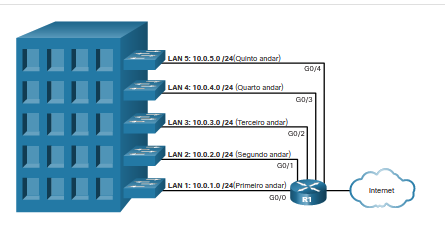 LAN 5: 10.0.5.0 /24(Quinto andar)
G0/4
LAN 4: 10.0.4.0 /24 (Quarto andar)
G0/3
LAN 3: 10.0.3.0 /24 (Terceiro andar)
G0/2
LAN 2: 10.0.2.0 /24 (Segundo andar)
G0/1
LAN 1: 10.0.1.0 /24(Primeiro andar)
G0/0
R1
Internet